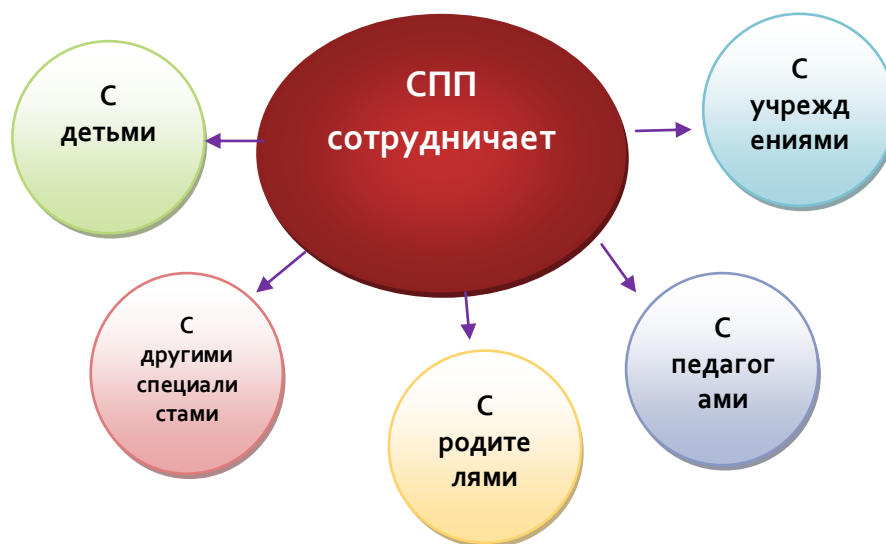 СПП
сотрудничает
С
детьми
С
учрежд
ениями
С
другими
специали
стами
С
родите
лями
С
педагог
ами